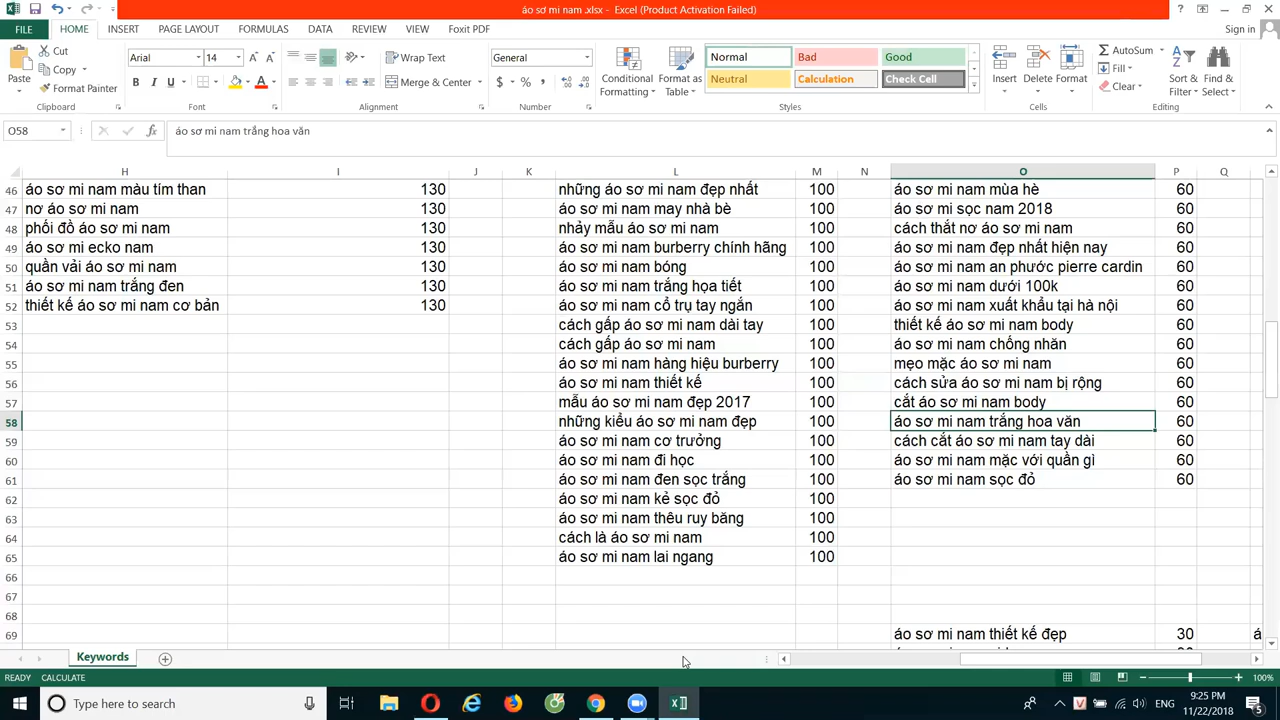 áo sơ mi nam .xlsx - Excel (Product Activation Failed)
FILE HOME INSERT PAGE LAYOUT FORMULAS DATA REVIEW VIEW Foxit PDF Sign in
Paste Cut Copy Format Painter Clipboard
Arial 14 B I U Font
Wrap Text Merge & Center Alignment
General $ % , Number
Conditional Formatting Format as Table
Normal Bad Good
Neutral Calculation Check Cell
Styles
Insert Delete Format Cells
AutoSum Fill Clear Sort & Filter Find & Select Editing
O58 fx áo sơ mi nam trắng hoa văn
H I J K L M N O P Q
46 áo sơ mi nam màu tím than 130 những áo sơ mi nam đẹp nhất 100 áo sơ mi nam mùa hè 60
47 nơ áo sơ mi nam 130 áo sơ mi nam may nhà bè 100 áo sơ mi sọc nam 2018 60
48 phối đồ áo sơ mi nam 130 nhảy mẫu áo sơ mi nam 100 cách thắt nơ áo sơ mi nam 60
49 áo sơ mi ecko nam 130 áo sơ mi nam burberry chính hãng 100 áo sơ mi nam đẹp nhất hiện nay 60
50 quần vải áo sơ mi nam 130 áo sơ mi nam bóng 100 áo sơ mi nam an phước pierre cardin 60
51 áo sơ mi nam trắng đen 130 áo sơ mi nam trắng họa tiết 100 áo sơ mi nam dưới 100k 60
52 thiết kế áo sơ mi nam cơ bản 130 áo sơ mi nam cổ trụ tay ngắn 100 áo sơ mi nam xuất khẩu tại hà nội 60
53 cách gấp áo sơ mi nam dài tay 100 thiết kế áo sơ mi nam body 60
54 cách gấp áo sơ mi nam 100 áo sơ mi nam chống nhăn 60
55 áo sơ mi nam hàng hiệu burberry 100 mẹo mặc áo sơ mi nam 60
56 áo sơ mi nam thiết kế 100 cách sửa áo sơ mi nam bị rộng 60
57 mẫu áo sơ mi nam đẹp 2017 100 cắt áo sơ mi nam body 60
58 những kiểu áo sơ mi nam đẹp 100 áo sơ mi nam trắng hoa văn 60
59 áo sơ mi nam cơ trưởng 100 cách cắt áo sơ mi nam tay dài 60
60 áo sơ mi nam đi học 100 áo sơ mi nam mặc với quần gì 60
61 áo sơ mi nam đen sọc trắng 100 áo sơ mi nam sọc đỏ 60
62 áo sơ mi nam kẻ sọc đỏ 100
63 áo sơ mi nam thêu ruy băng 100
64 cách là áo sơ mi nam 100
65 áo sơ mi nam lai ngang 100
66
67
68
69 áo sơ mi nam thiết kế đẹp 30 á
Keywords
READY CALCULATE 100%
Type here to search ENG 9:25 PM
11/22/2018 5